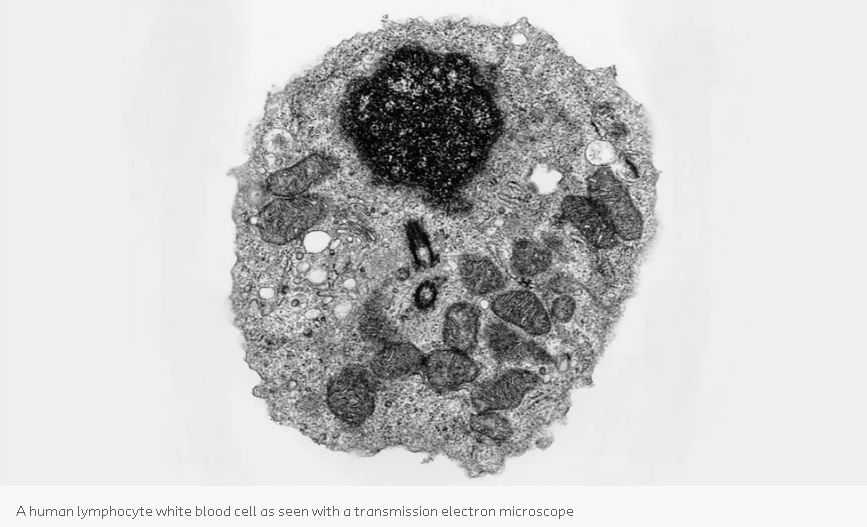 A human lymphocyte white blood cell as seen with a transmission electron microscope